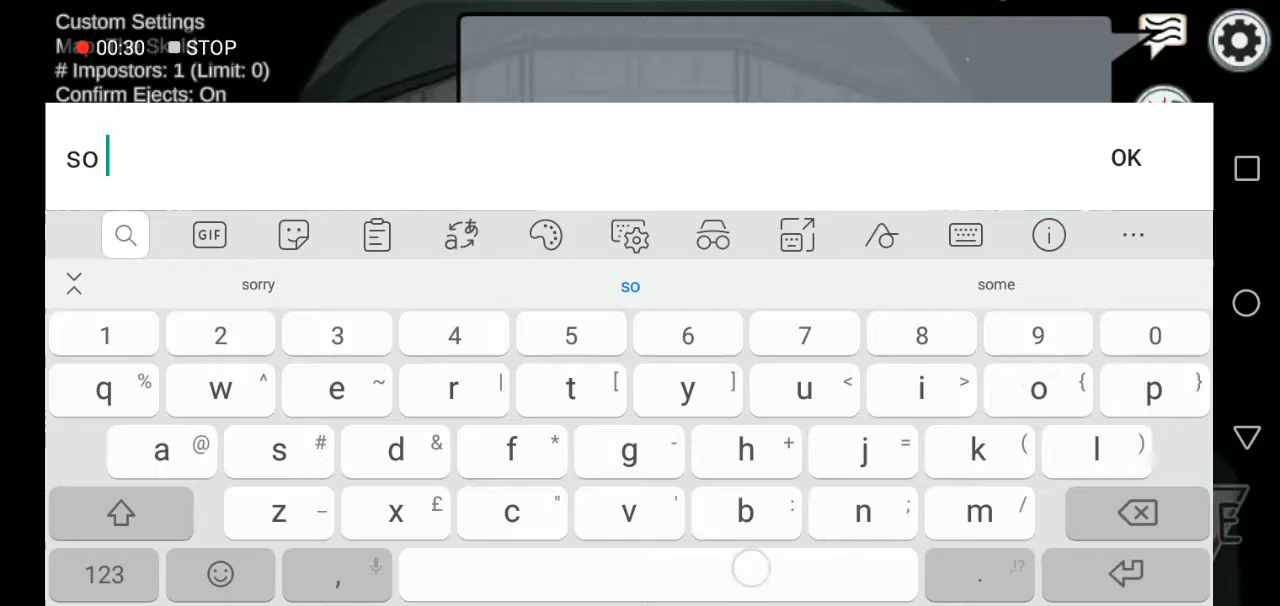 Custom Settings
00:30 STOP
# Impostors: 1 (Limit: 0)
Confirm Ejects: On
so
OK
GIF
sorry so some
1 2 3 4 5 6 7 8 9 0
q % w ^ e ~ r | t [ y ] u < i > o { p }
a @ s # d & f * g - h + j = k ( l )
z _ x £ c " v ' b : n ; m /
123 , . ,!?